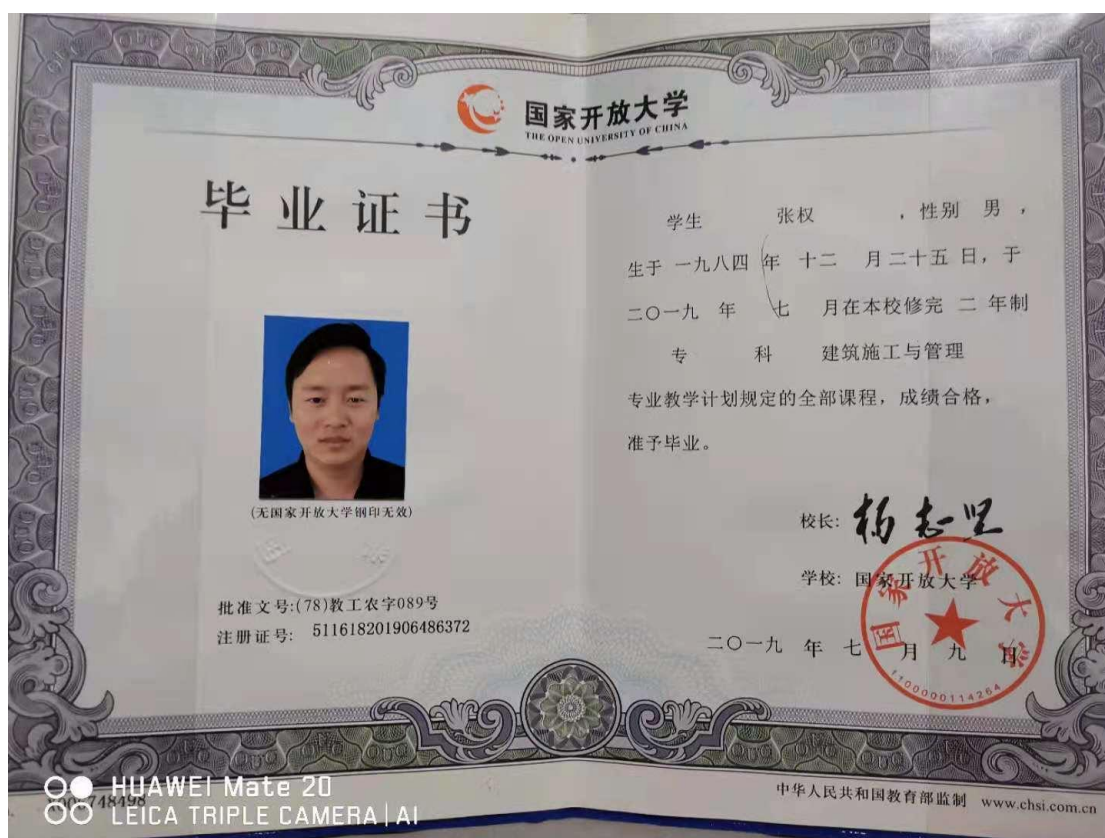 国家开放大学
THE OPEN UNIVERSITY OF CHINA
毕业证书
(无国家开放大学钢印无效)
批准文号:(78)教工农字089号
注册证号: 511618201906486372
学生 张权 ，性别 男 ，
生于 一九八四 年 十二 月二十五 日，于
二〇一九 年 七 月在本校修完 二 年制
专 科 建筑施工与管理
专业教学计划规定的全部课程，成绩合格，
准予毕业。
校长: 杨志坚
学校: 国家开放大学
二〇一九 年 七 月 九 日
国家开放大学
1100000114264
中华人民共和国教育部监制 www.chsi.com.cn
HUAWEI Mate 20
LEICA TRIPLE CAMERA | AI